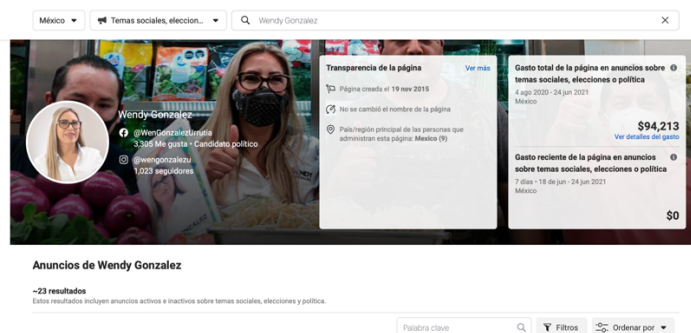 México
Temas sociales, eleccion...
Wendy Gonzalez
Wendy Gonzalez
@WenGonzalezUrrutia
3,305 Me gusta • Candidato político
@wengonzalezu
1,023 seguidores
Transparencia de la página
Ver más
Página creada el 19 nov 2015
No se cambió el nombre de la página
País/región principal de las personas que
administran esta página: Mexico (9)
Gasto total de la página en anuncios sobre
temas sociales, elecciones o política
4 ago 2020 - 24 jun 2021
México
$94,213
Ver detalles del gasto
Gasto reciente de la página en anuncios
sobre temas sociales, elecciones o política
7 días • 18 de jun - 24 jun 2021
México
$0
Anuncios de Wendy Gonzalez
~23 resultados
Estos resultados incluyen anuncios activos e inactivos sobre temas sociales, elecciones y política.
Palabra clave
Filtros
Ordenar por